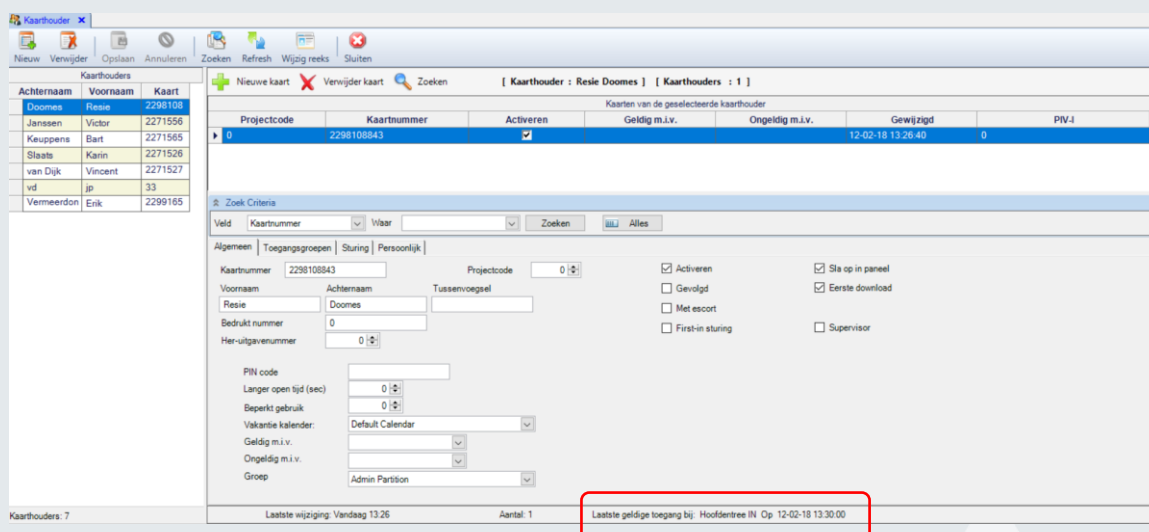 Kaarthouder
Nieuw Verwijder Opslaan Annuleren Zoeken Refresh Wijzig reeks Sluiten
Kaarthouders
Achternaam Voornaam Kaart
Doomes Resie 2298108
Janssen Victor 2271556
Keuppens Bart 2271565
Slaats Karin 2271526
van Dijk Vincent 2271527
vd jp 33
Vermeerdon Erik 2299165
Kaarthouders: 7
Nieuwe kaart Verwijder kaart Zoeken [ Kaarthouder : Resie Doomes ] [ Kaarthouders : 1 ]
Kaarten van de geselecteerde kaarthouder
Projectcode Kaartnummer Activeren Geldig m.i.v. Ongeldig m.i.v. Gewijzigd PIV-I
0 2298108843 12-02-18 13:26:40 0
Zoek Criteria
Veld Kaartnummer Waar Zoeken Alles
Algemeen Toegangsgroepen Sturing Persoonlijk
Kaartnummer 2298108843 Projectcode 0 Activeren Sla op in paneel
Voornaam Achternaam Tussenvoegsel Gevolgd Eerste download
Resie Doomes Met escort
Bedrukt nummer 0 First-in sturing Supervisor
Her-uitgavenummer 0
PIN code
Langer open tijd (sec) 0
Beperkt gebruik 0
Vakantie kalender: Default Calendar
Geldig m.i.v.
Ongeldig m.i.v.
Groep Admin Partition
Laatste wijziging: Vandaag 13:26 Aantal: 1 Laatste geldige toegang bij: Hoofdentree IN Op 12-02-18 13:30:00